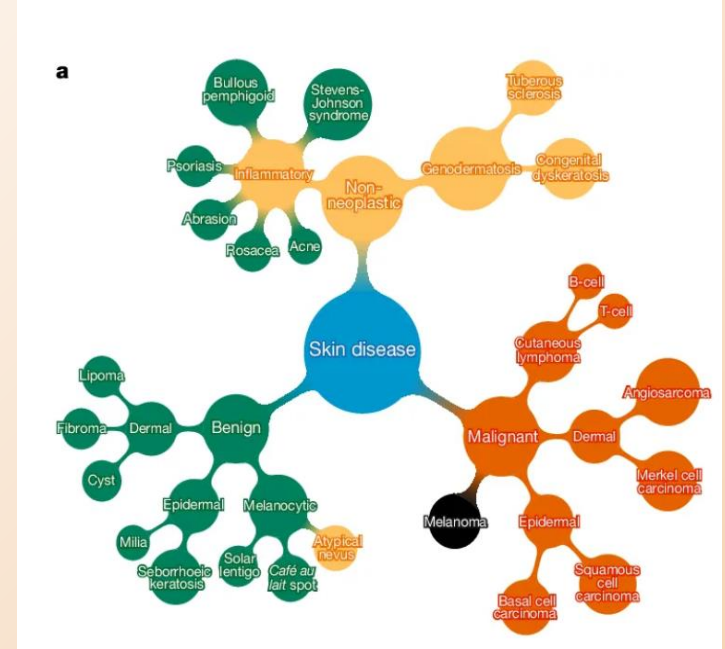 a
Bullous
pemphigoid
Stevens-
Johnson
syndrome
Tuberous
sclerosis
Psoriasis
Inflammatory
Non-
neoplastic
Genodermatosis
Congenital
dyskeratosis
Abrasion
Rosacea
Acne
B-cell
T-cell
Skin disease
Cutaneous
lymphoma
Lipoma
Angiosarcoma
Fibroma
Dermal
Benign
Malignant
Dermal
Cyst
Merkel cell
carcinoma
Epidermal
Melanocytic
Melanoma
Epidermal
Milia
Atypical
nevus
Seborrhoeic
keratosis
Solar
lentigo
Café au
lait spot
Squamous
cell
carcinoma
Basal cell
carcinoma